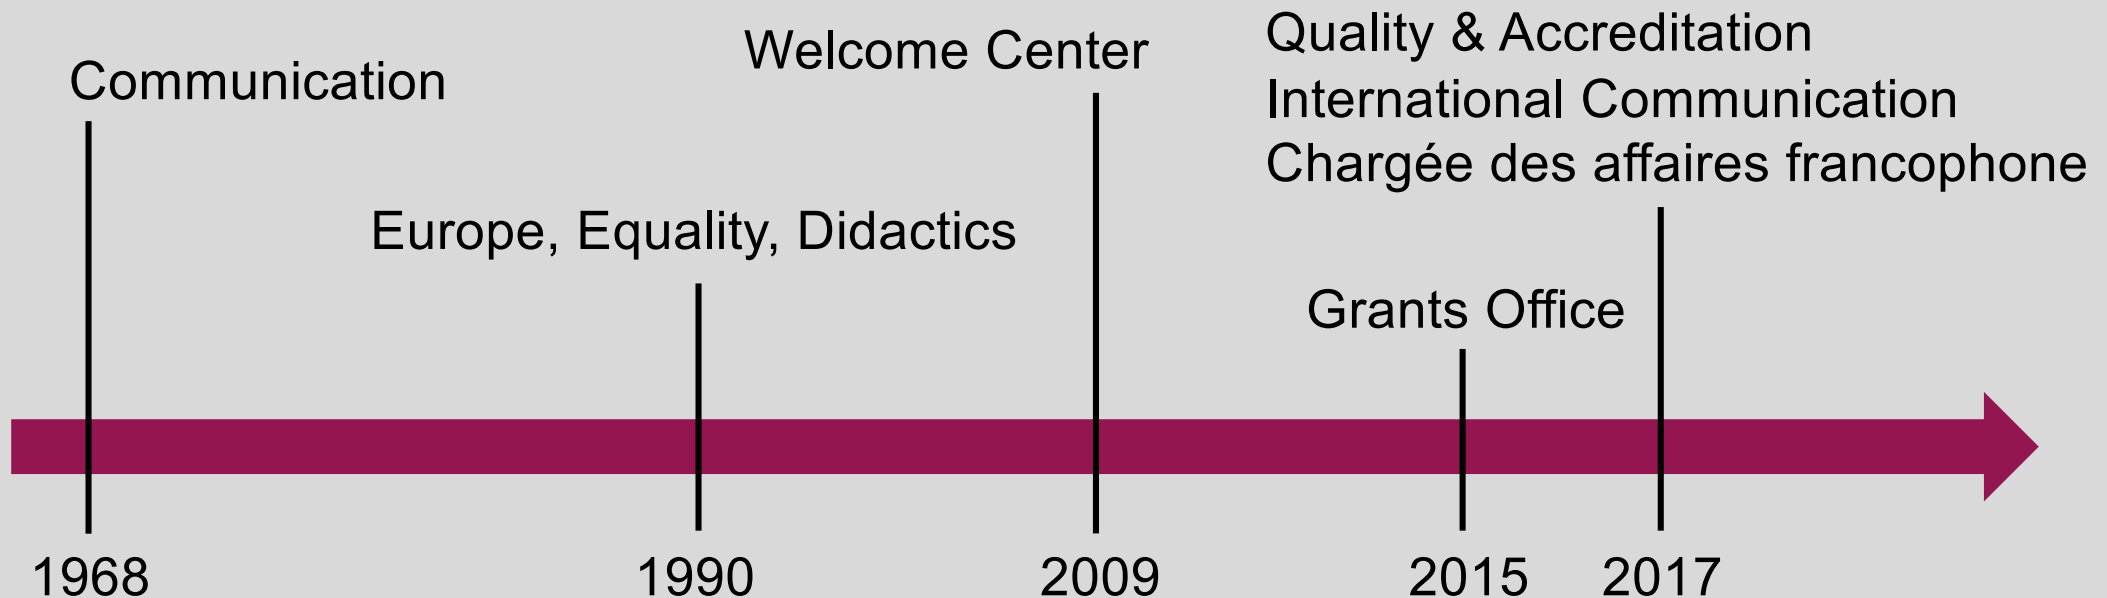 Communication
Welcome Center
Quality & Accreditation
International Communication
Chargée des affaires francophone
Europe, Equality, Didactics
Grants Office
1968
1990
2009
2015
2017